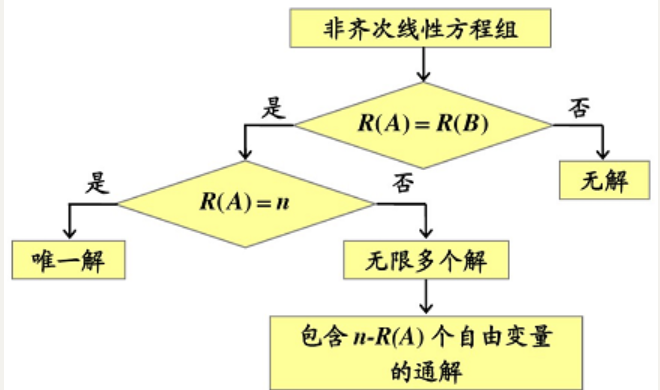 非齐次线性方程组
是
R(A)=R(B)
否
是
R(A)=n
否
无解
唯一解
无限多个解
包含 n-R(A) 个自由变量
的通解